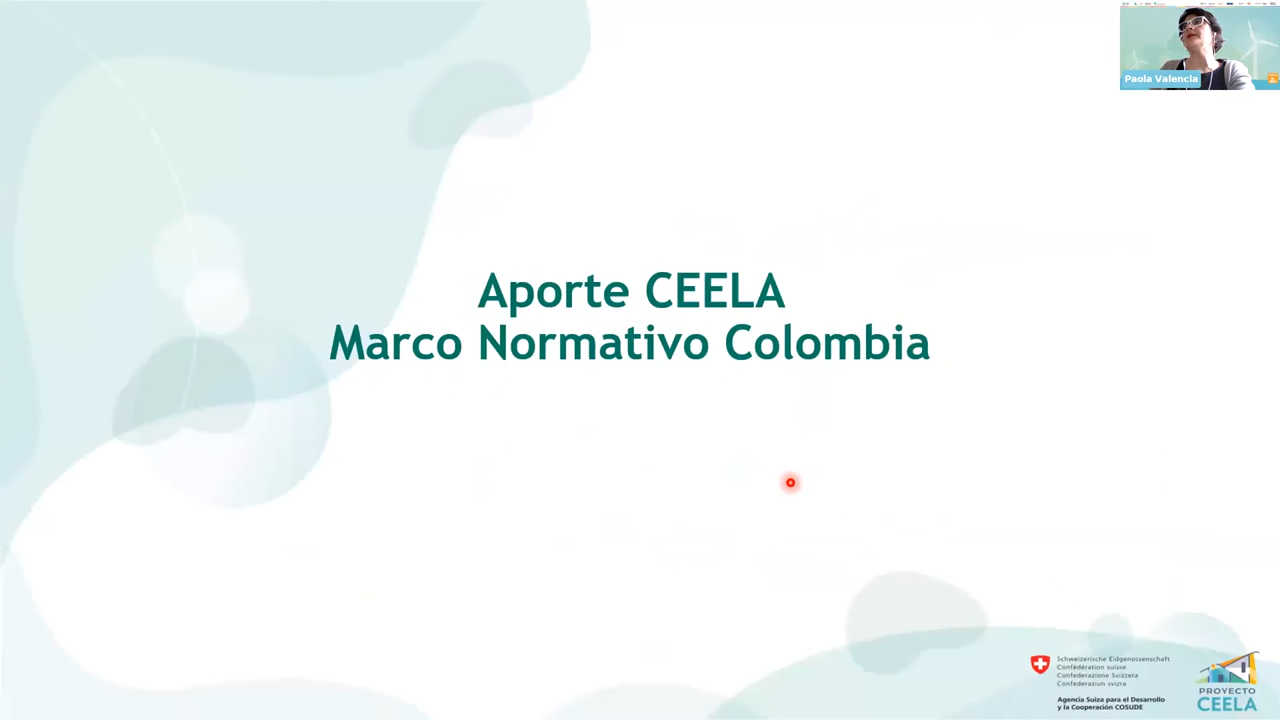 Paola Valencia
Aporte CEELA
Marco Normativo Colombia
Schweizerische Eidgenossenschaft
Confédération suisse
Confederazione Svizzera
Confederaziun svizra
Agencia Suiza para el Desarrollo
y la Cooperación COSUDE
PROYECTO
CEELA